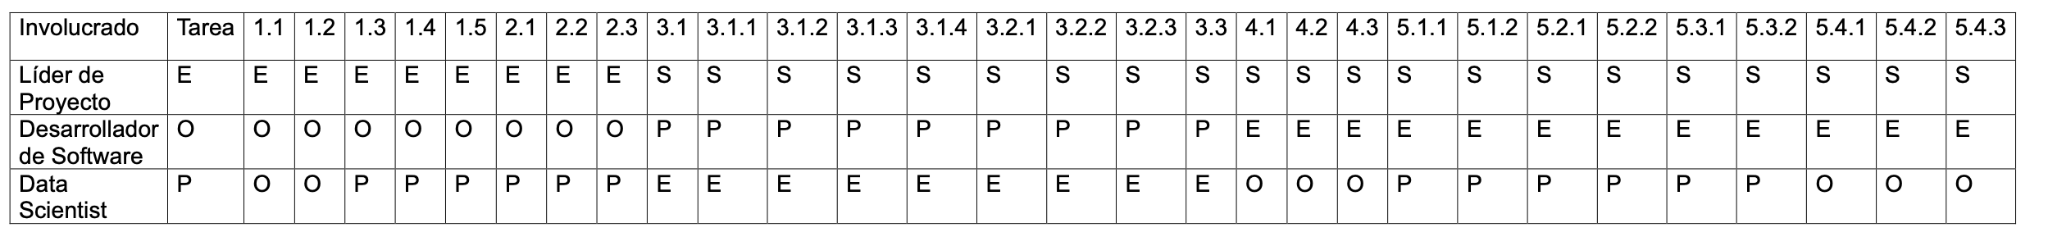 Involucrado Tarea 1.1 1.2 1.3 1.4 1.5 2.1 2.2 2.3 3.1 3.1.1 3.1.2 3.1.3 3.1.4 3.2.1 3.2.2 3.2.3 3.3 4.1 4.2 4.3 5.1.1 5.1.2 5.2.1 5.2.2 5.3.1 5.3.2 5.4.1 5.4.2 5.4.3
Líder de E E E E E E E E E S S S S S S S S S S S S S S S S S S S S S
Proyecto
Desarrollador O O O O O O O O O P P P P P P P P P E E E E E E E E E E E E
de Software
Data P O O P P P P P P E E E E E E E E E O O O P P P P P P O O O
Scientist